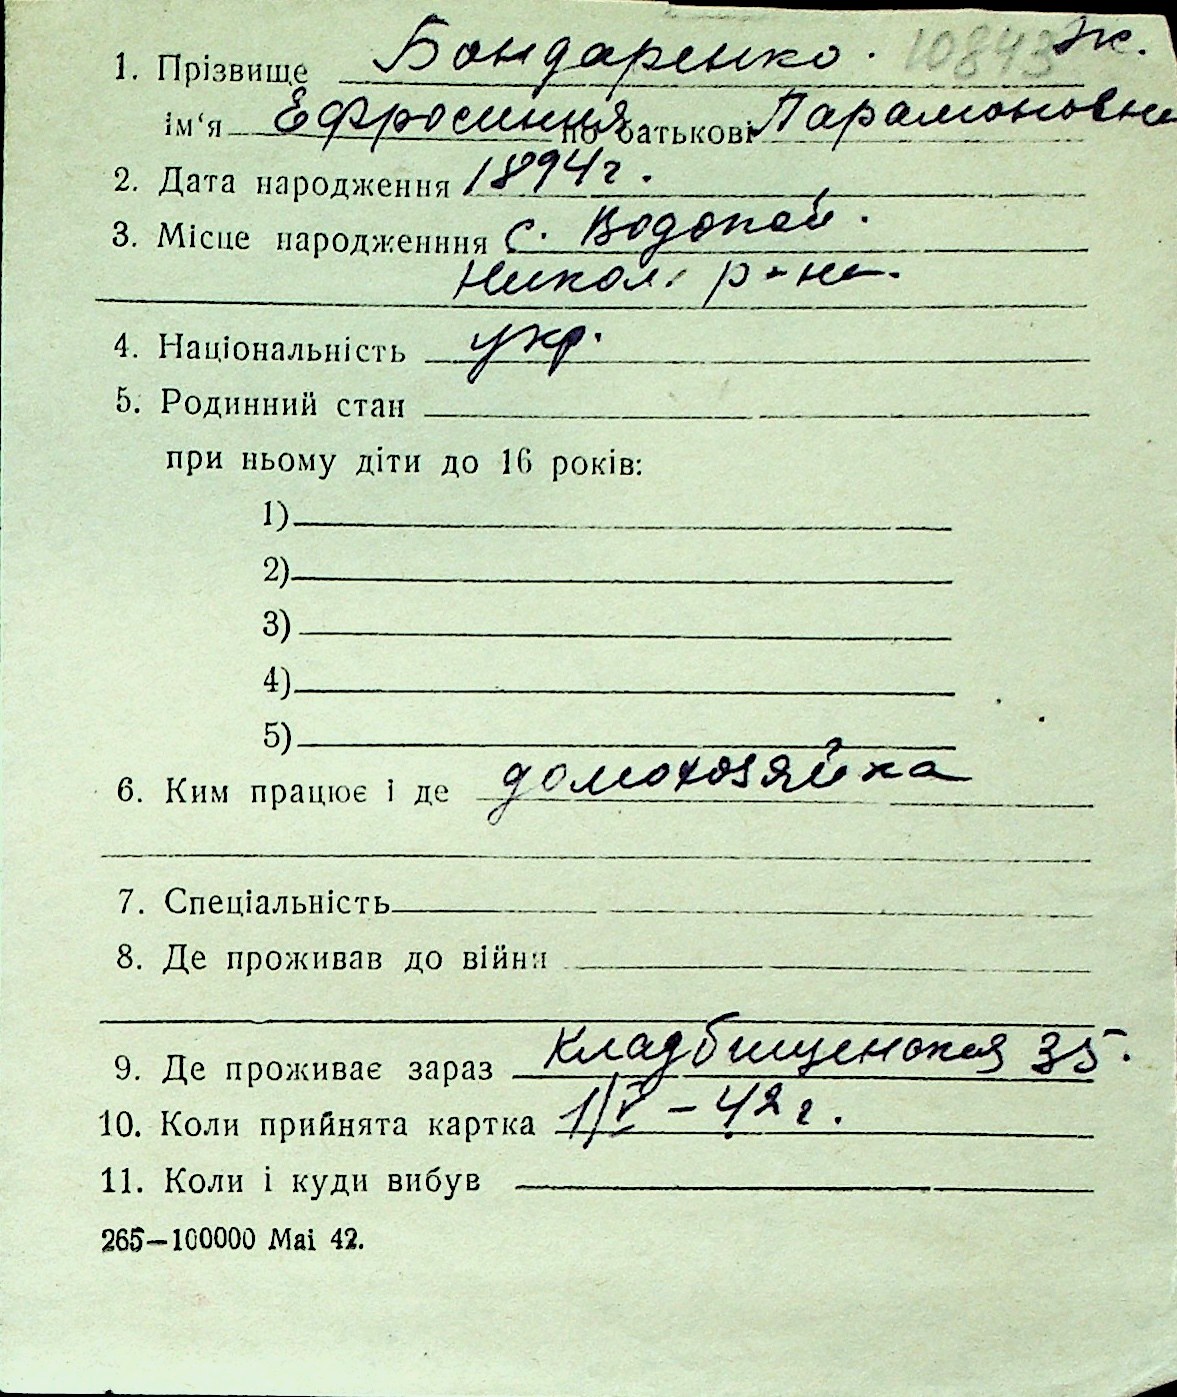 1. Прізвище Бондаренко. 10843 Ж.
ім‘я Ефросиния по батькові Парамоновна
2. Дата народження 1894 г.
3. Місце народженння с. Водопой.
Никол. р-на.
4. Національність укр.
5. Родинний стан
при ньому діти до 16 років:
1)
2)
3)
4)
5)
6. Ким працює і де домохозяйка
7. Спеціальність
8. Де проживав до війни
9. Де проживає зараз Кладбищенская 35.
10. Коли прийнята картка 1/V – 42 г.
11. Коли і куди вибув
265—100000 Mai 42.